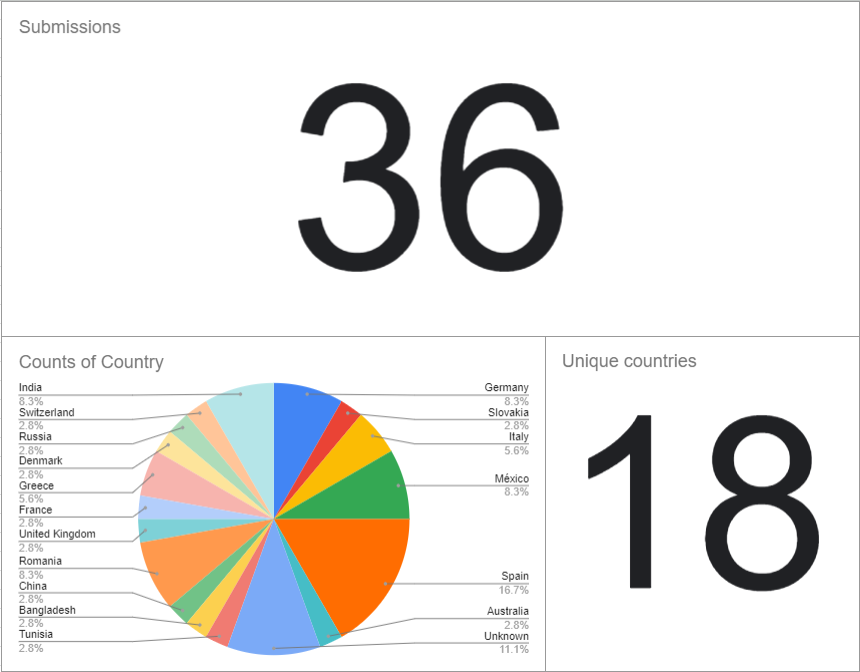 Submissions
36
Counts of Country
India
8.3%
Switzerland
2.8%
Russia
2.8%
Denmark
2.8%
Greece
5.6%
France
2.8%
United Kingdom
2.8%
Romania
8.3%
China
2.8%
Bangladesh
2.8%
Tunisia
2.8%
Germany
8.3%
Slovakia
2.8%
Italy
5.6%
México
8.3%
Spain
16.7%
Australia
2.8%
Unknown
11.1%
Unique countries
18